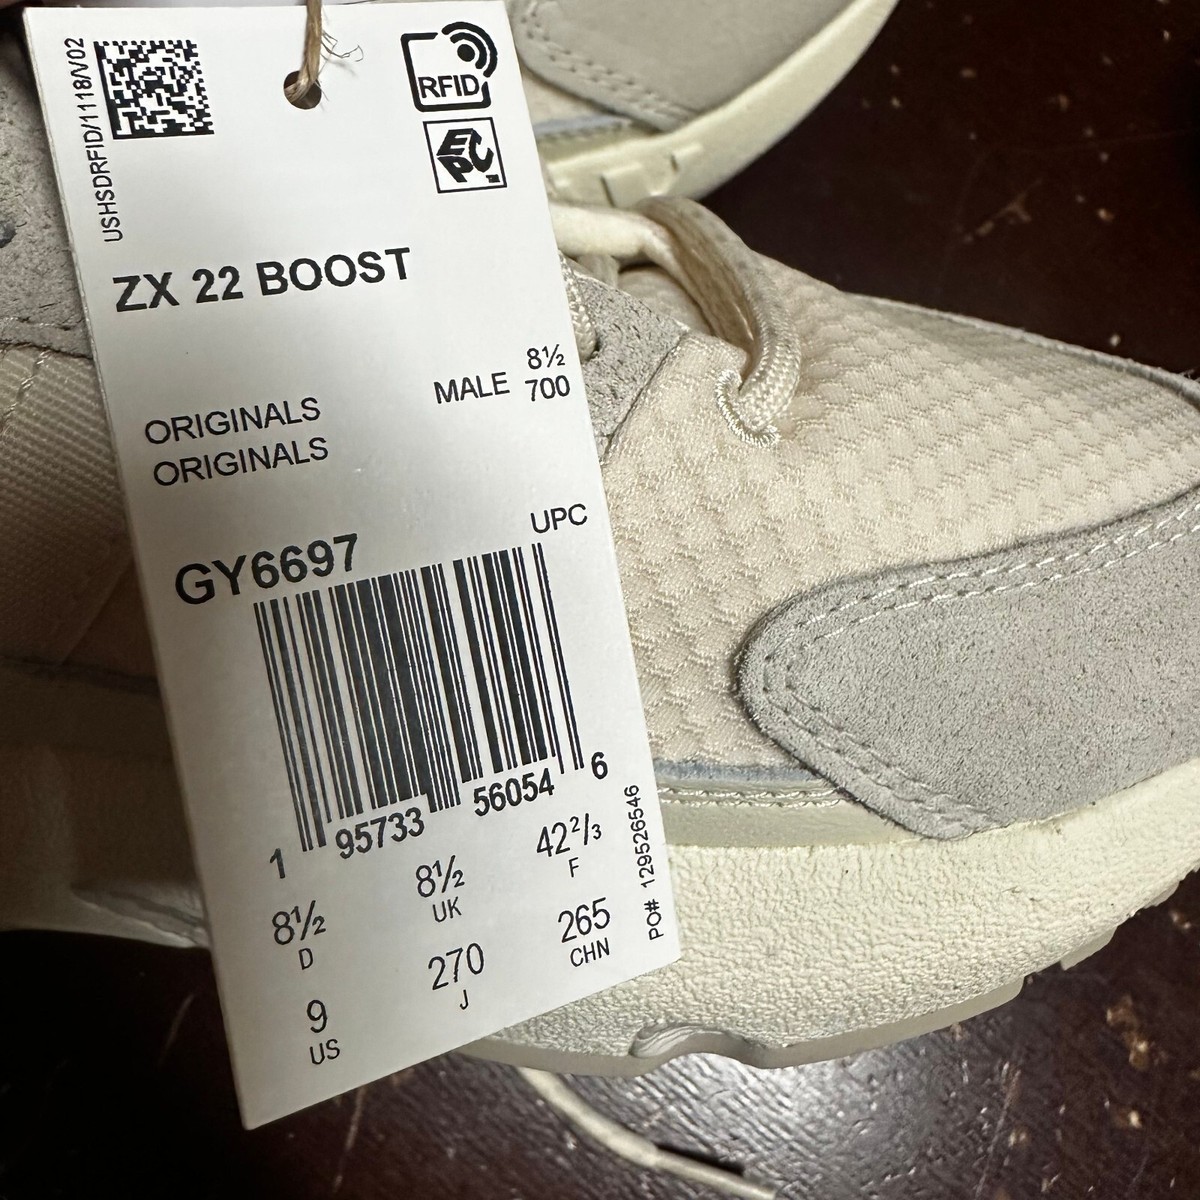 USHSDRFID/1118/V02
RFID
EPC
ZX 22 BOOST
MALE 8½
700
ORIGINALS
ORIGINALS
UPC
GY6697
1 95733 56054 6
8½ 8½ 42⅔
D UK F
9 270 265
US J CHN
PO# 129526546